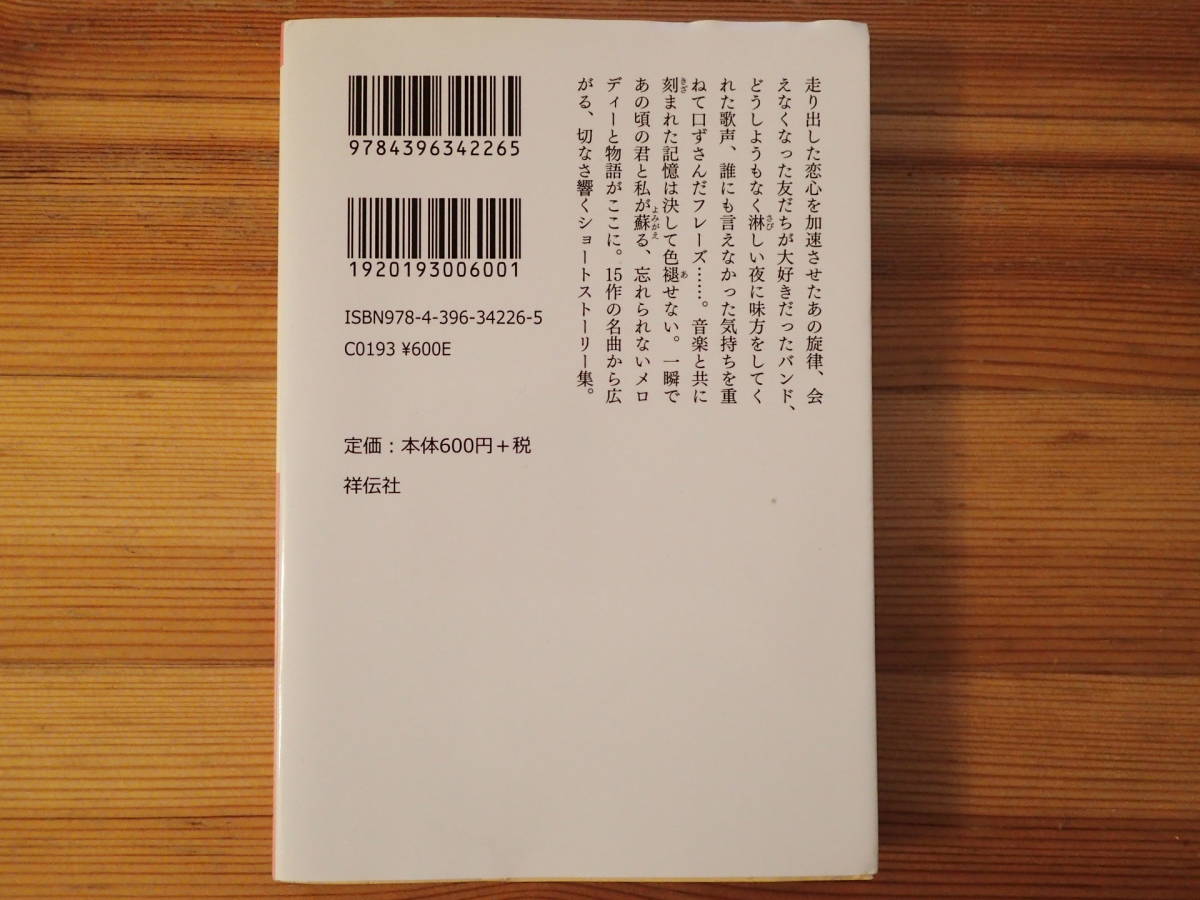 走り出した恋心を加速させたあの旋律、会
えなくなった友だちが大好きだったバンド、
どうしようもなく淋しい夜に味方をしてく
さび
れた歌声、誰にも言えなかった気持ちを重
ねて口ずさんだフレーズ……。音楽と共に
刻まれた記憶は決して色褪せない。一瞬で
きざ
あ
あの頃の君と私が蘇る、忘れられないメロ
よみがえ
ディーと物語がここに。15作の名曲から広
がる、切なさ響くショートストーリー集。
9784396342265
1920193006001
ISBN978-4-396-34226-5
C0193 ¥600E
定価：本体600円＋税
祥伝社